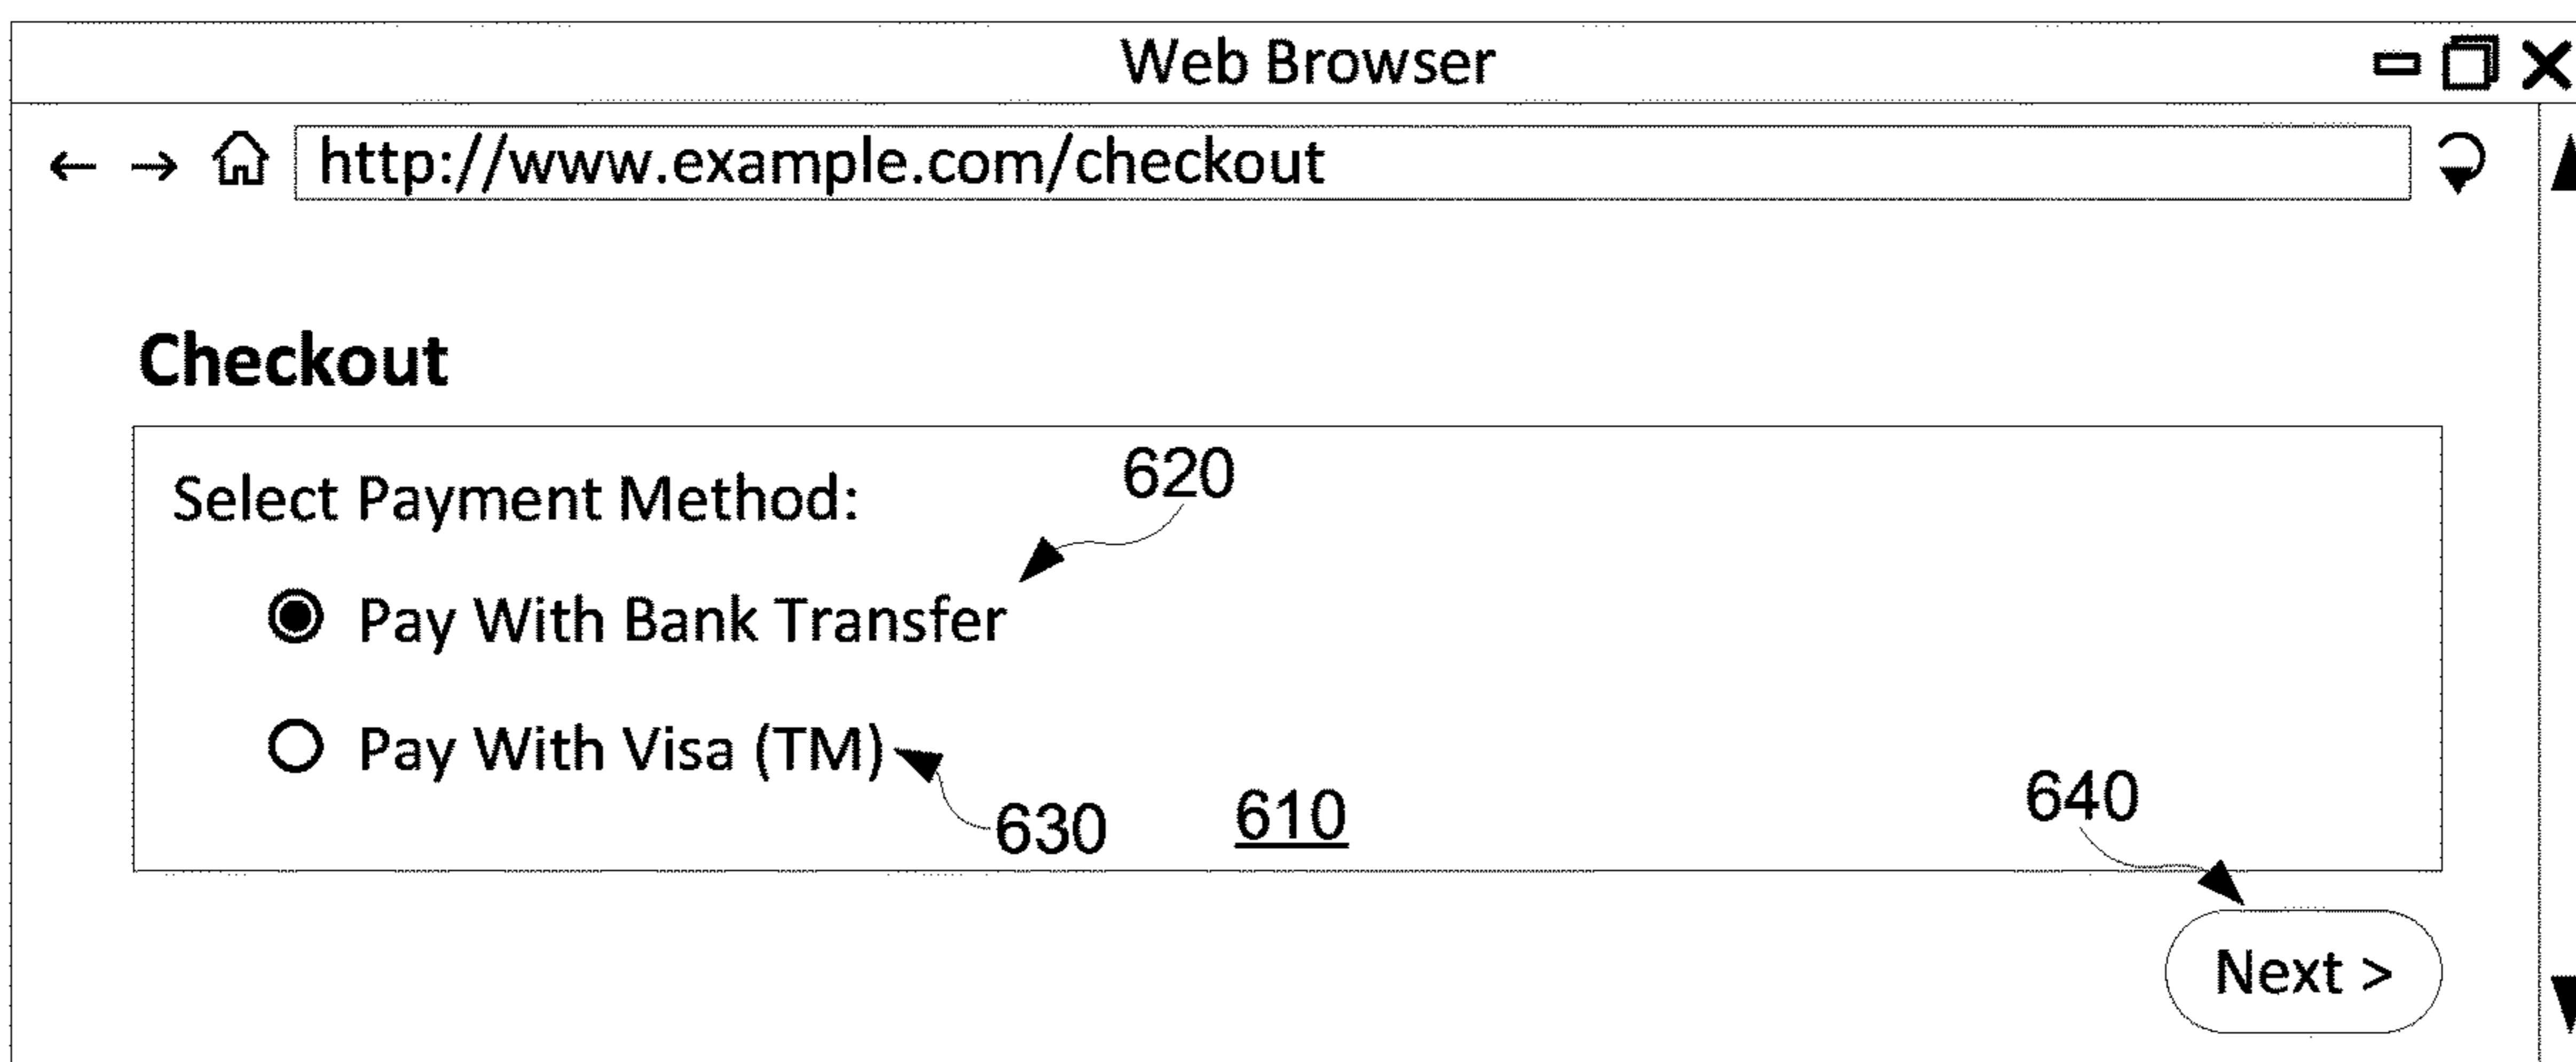 Web Browser
http://www.example.com/checkout
Checkout
Select Payment Method:
620
Pay With Bank Transfer
Pay With Visa (TM)
630
610
640
Next >